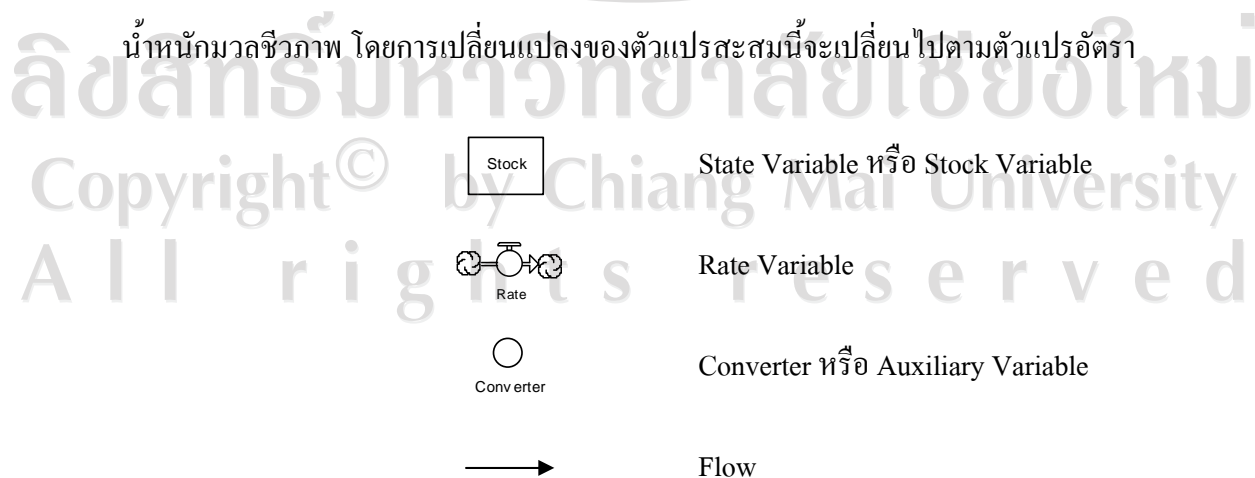 น้ำหนักมวลชีวภาพ โดยการเปลี่ยนแปลงของตัวแปรสะสมนี้จะเปลี่ยนไปตามตัวแปรอัตรา
ลิขสิทธิ์มหาวิทยาลัยเชียงใหม่
Stock State Variable หรือ Stock Variable
Copyright© by Chiang Mai University
Rate Variable
All rights reserved
Rate
Converter หรือ Auxiliary Variable
Converter
Flow